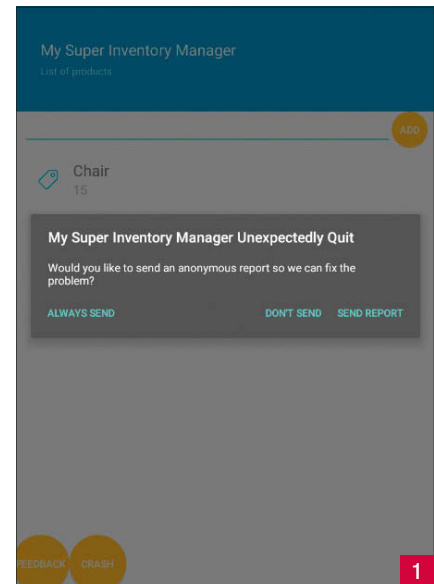 My Super Inventory Manager
List of products
ADD
Chair
15
My Super Inventory Manager Unexpectedly Quit
Would you like to send an anonymous report so we can fix the
problem?
ALWAYS SEND DON'T SEND SEND REPORT
FEEDBACK CRASH
1